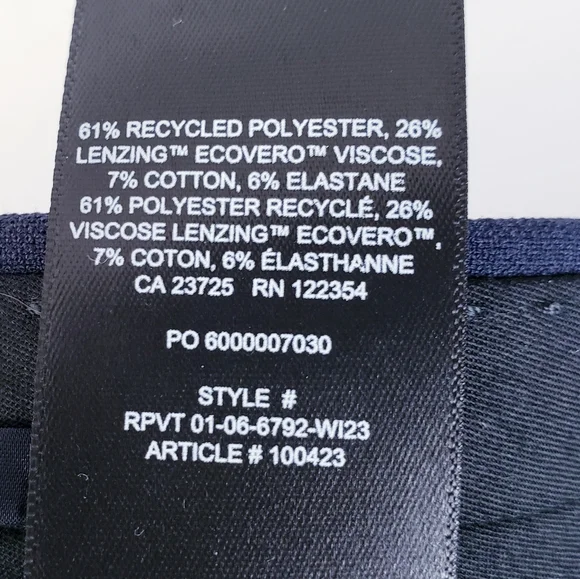 61% RECYCLED POLYESTER, 26%
LENZING™ ECOVERO™ VISCOSE,
7% COTTON, 6% ELASTANE
61% POLYESTER RECYCLÉ, 26%
VISCOSE LENZING™ ECOVERO™,
7% COTON, 6% ÉLASTHANNE
CA 23725 RN 122354
PO 6000007030
STYLE #
RPVT 01-06-6792-WI23
ARTICLE # 100423